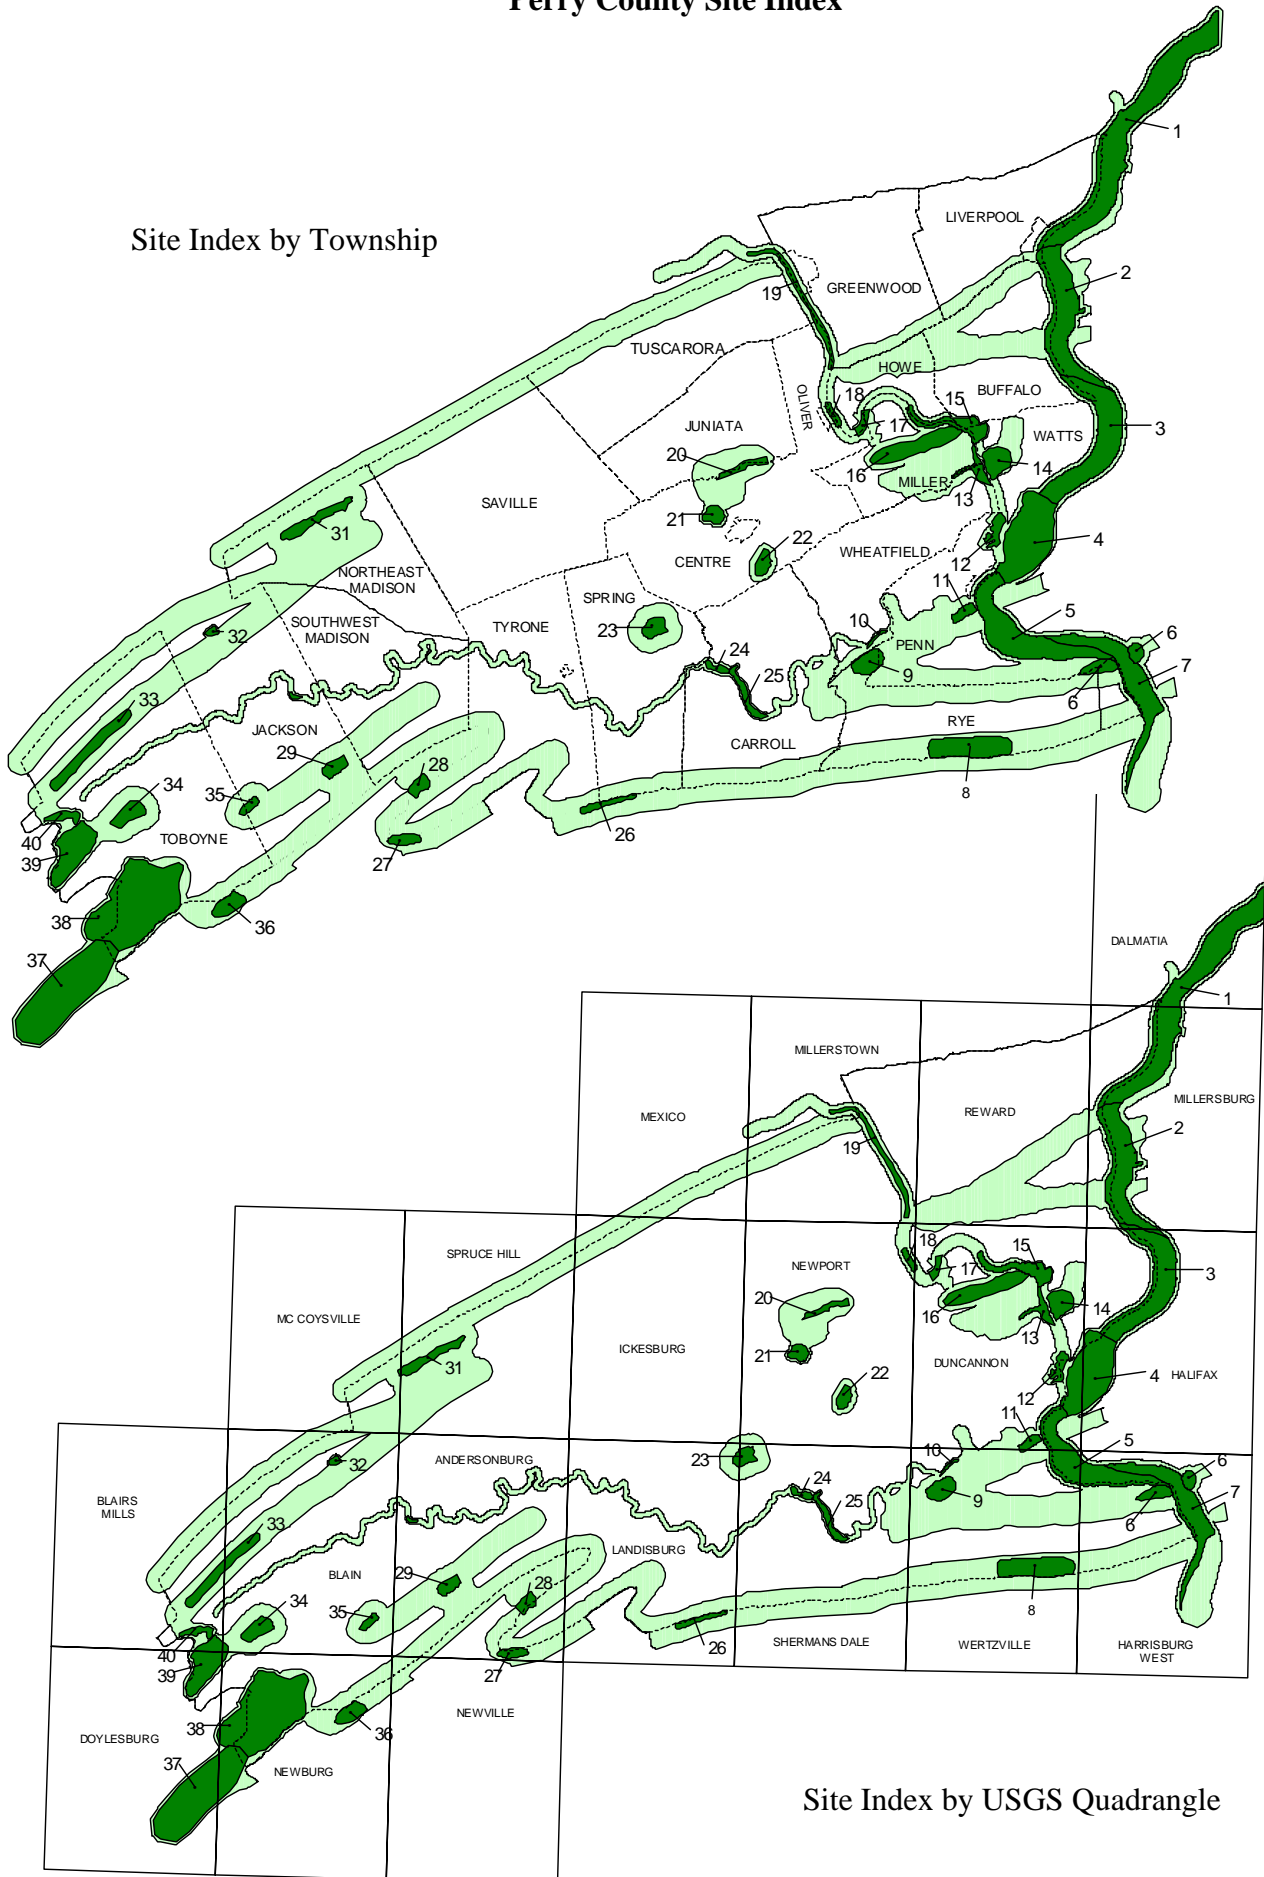 Perry County Site Index
1
LIVERPOOL
Site Index by Township
2
19
GREENWOOD
TUSCARORA
HOWE
OLIVER
18
15
BUFFALO
JUNIATA
17
WATTS
3
20
16
14
MILLER
13
SAVILLE
21
31
22
4
CENTRE
WHEATFIELD
12
NORTHEAST
MADISON
11
SPRING
SOUTHWEST
MADISON
10
5
32
TYRONE
23
6
PENN
24
9
7
25
6
33
RYE
JACKSON
CARROLL
29
28
34
35
8
26
TOBOYNE
40
39
27
38
36
37
DALMATIA
1
MILLERSTOWN
MEXICO
REWARD
MILLERSBURG
2
19
18
15
SPRUCE HILL
NEWPORT
17
3
20
14
16
MC COYSVILLE
13
ICKESBURG
21
31
DUNCANNON
22
4
HALIFAX
12
11
5
10
6
32
ANDERSONBURG
23
24
9
7
BLAIRS
MILLS
25
6
33
LANDISBURG
BLAIN
29
28
34
35
8
26
SHERMANS DALE
WERTZVILLE
HARRISBURG
WEST
40
39
27
38
36
NEWVILLE
DOYLESBURG
37
NEWBURG
Site Index by USGS Quadrangle